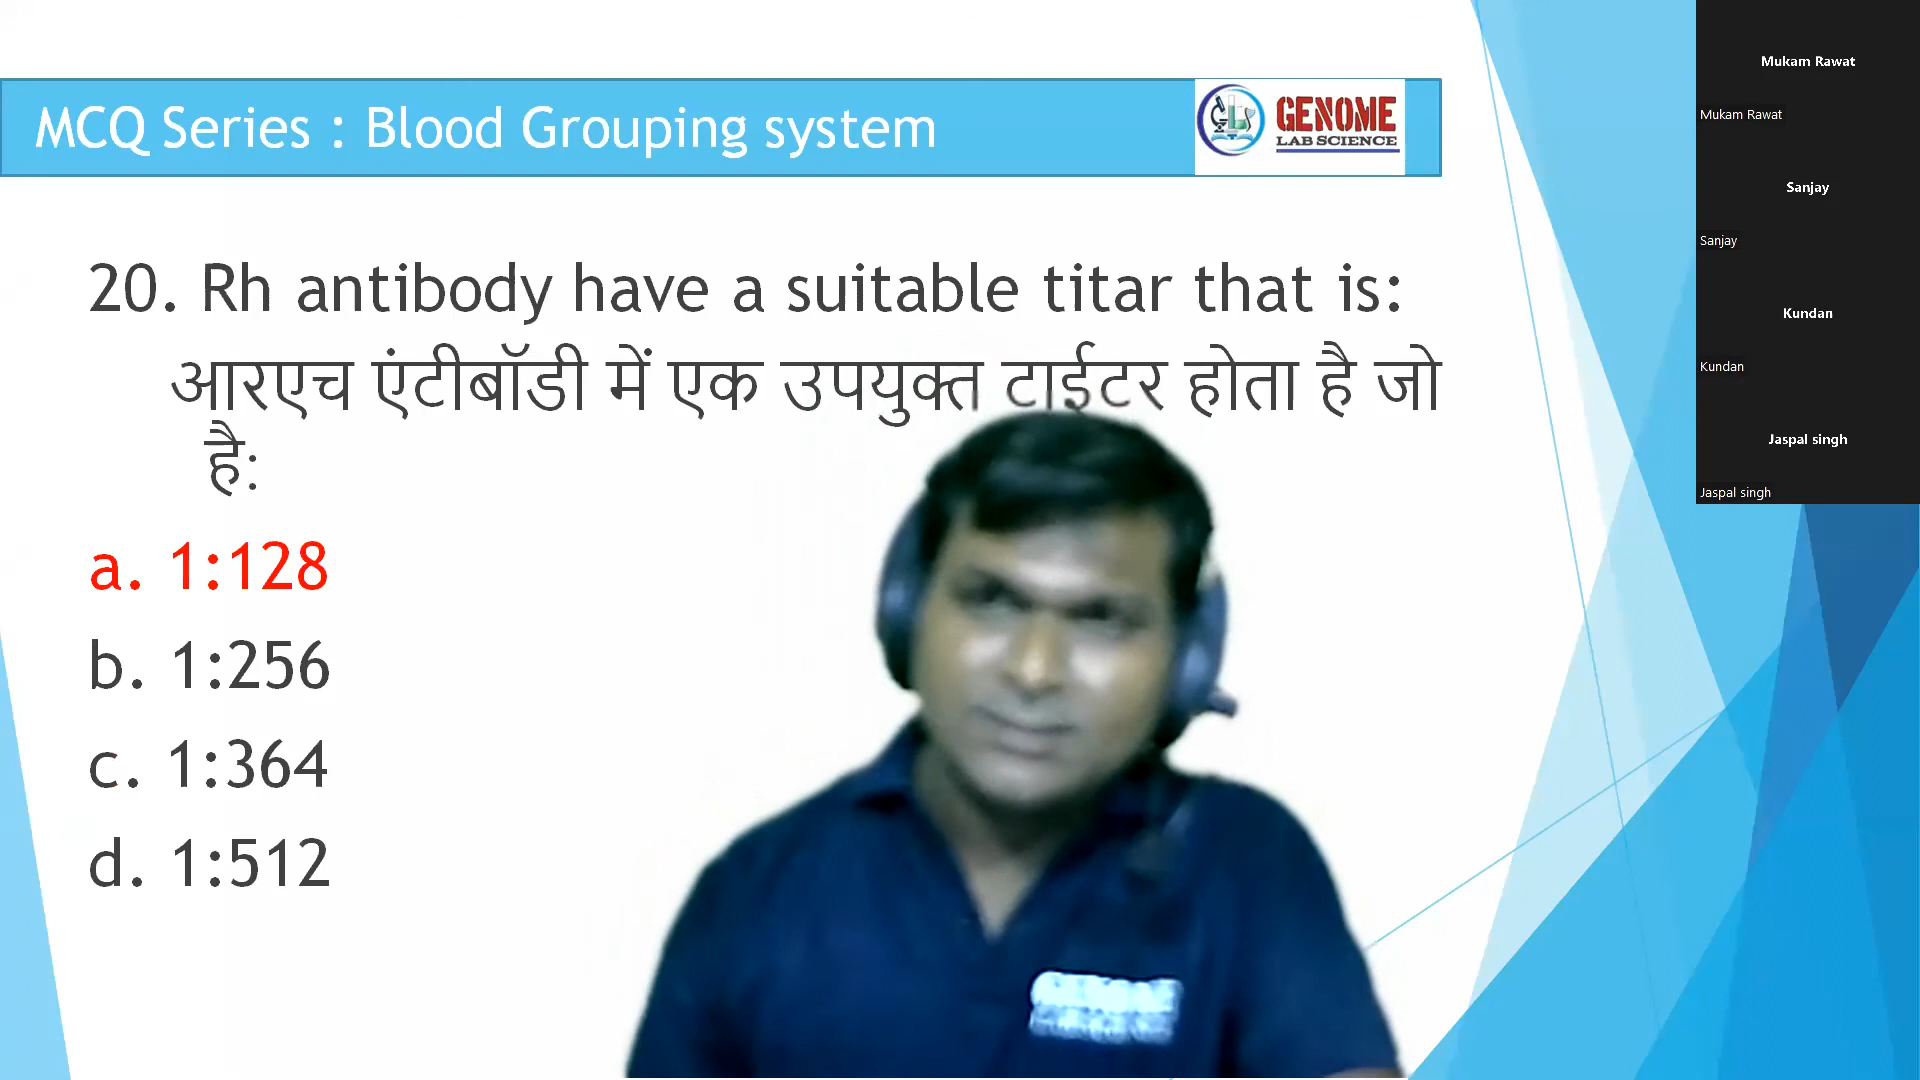 MCQ Series : Blood Grouping system
GENOME
LAB SCIENCE
20. Rh antibody have a suitable titar that is:
आरएच एंटीबॉडी में एक उपयुक्त टाईटर होता है जो
है:
a. 1:128
b. 1:256
c. 1:364
d. 1:512
Mukam Rawat
Mukam Rawat
Sanjay
Sanjay
Kundan
Kundan
Jaspal singh
Jaspal singh